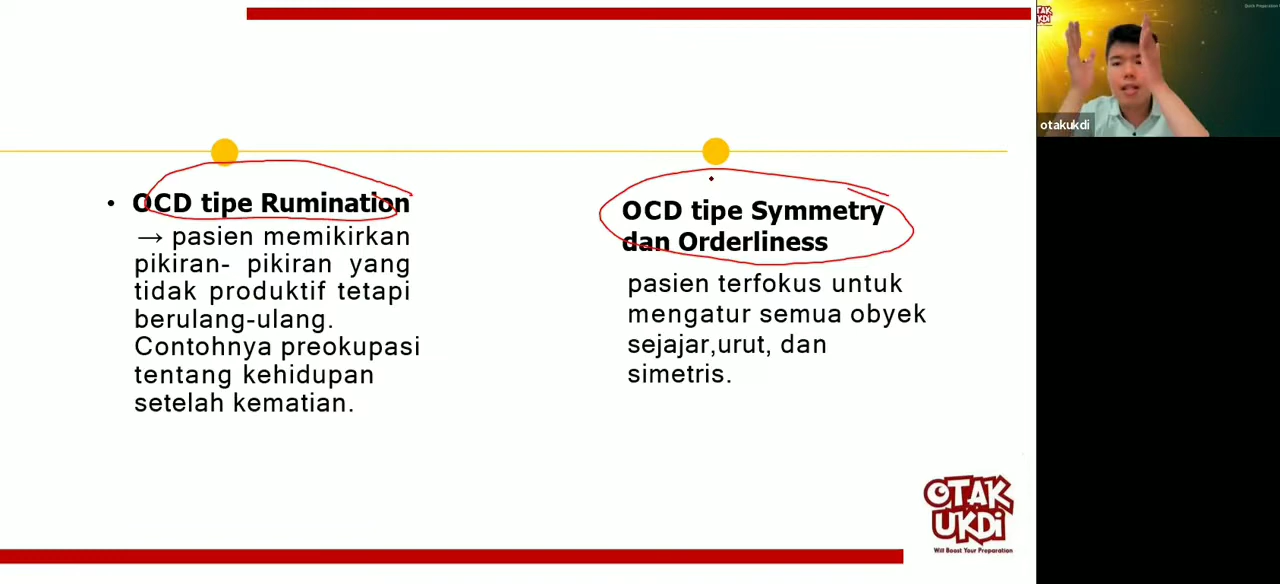 • OCD tipe Rumination
→ pasien memikirkan
pikiran- pikiran yang
tidak produktif tetapi
berulang-ulang.
Contohnya preokupasi
tentang kehidupan
setelah kematian.
OCD tipe Symmetry
dan Orderliness
pasien terfokus untuk
mengatur semua obyek
sejajar,urut, dan
simetris.
OTAK
UKDi
Will Boost Your Preparation
TAK
UKDi
otakukdi